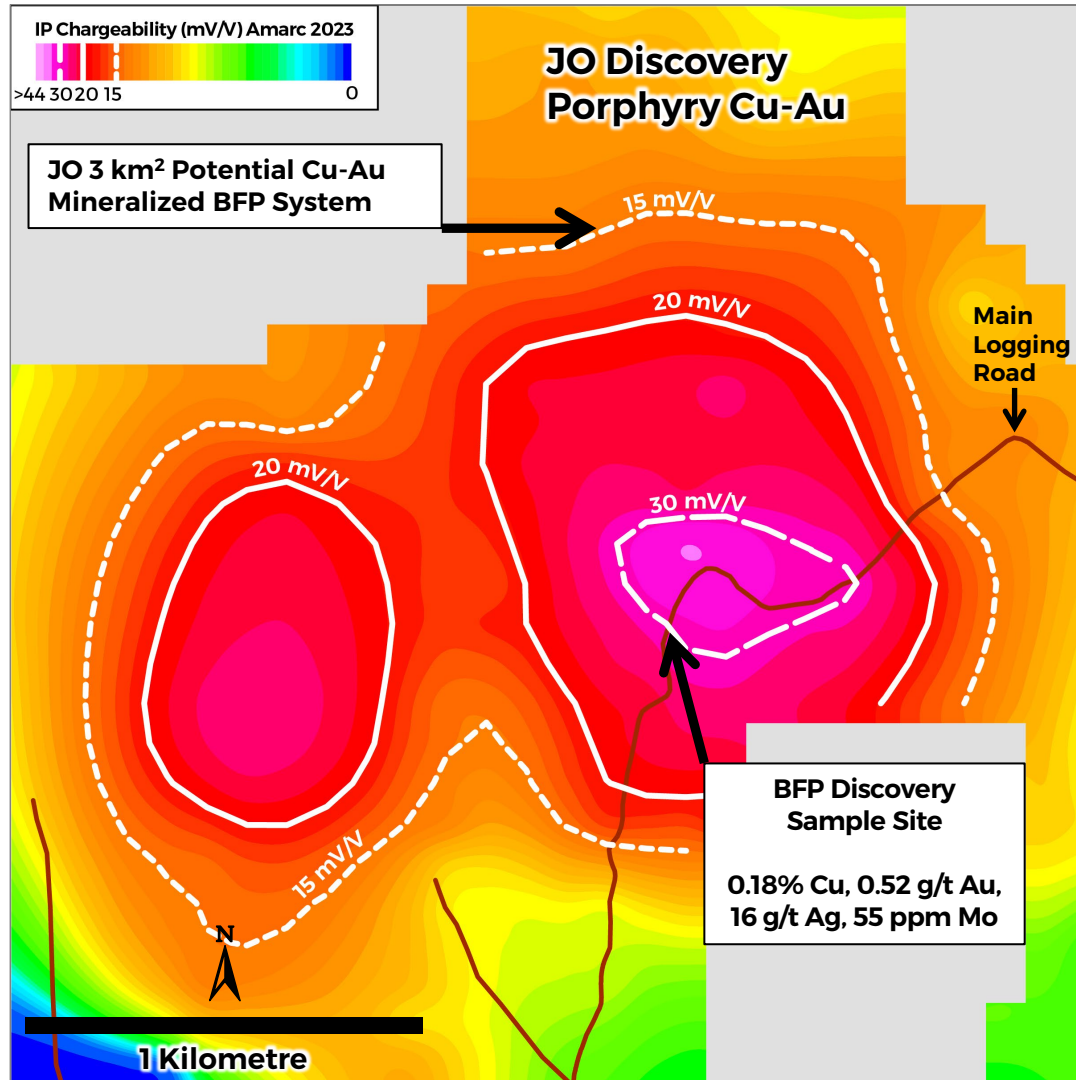 IP Chargeability (mV/V) Amarc 2023
>44 30 20 15 0
JO Discovery
Porphyry Cu-Au
JO 3 km² Potential Cu-Au
Mineralized BFP System
15 mV/V
20 mV/V
Main
Logging
Road
20 mV/V
30 mV/V
BFP Discovery
Sample Site
0.18% Cu, 0.52 g/t Au,
16 g/t Ag, 55 ppm Mo
15 mV/V
N
1 Kilometre